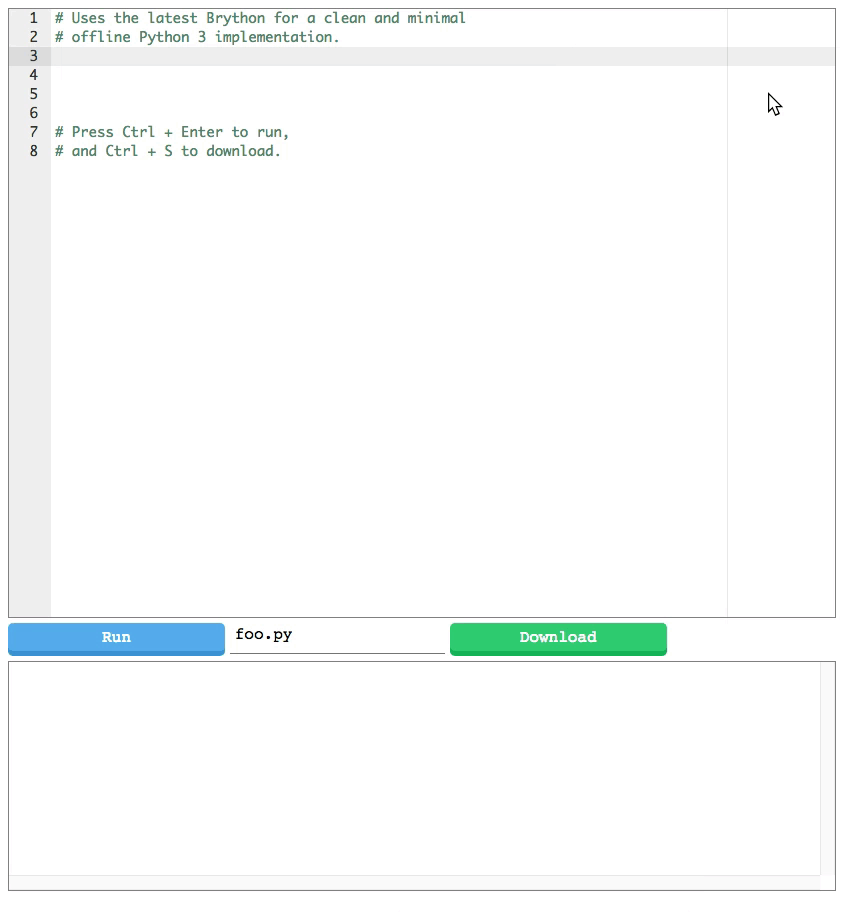 1 # Uses the latest Brython for a clean and minimal
2 # offline Python 3 implementation.
3
4
5
6
7 # Press Ctrl + Enter to run,
8 # and Ctrl + S to download.
Run foo.py Download